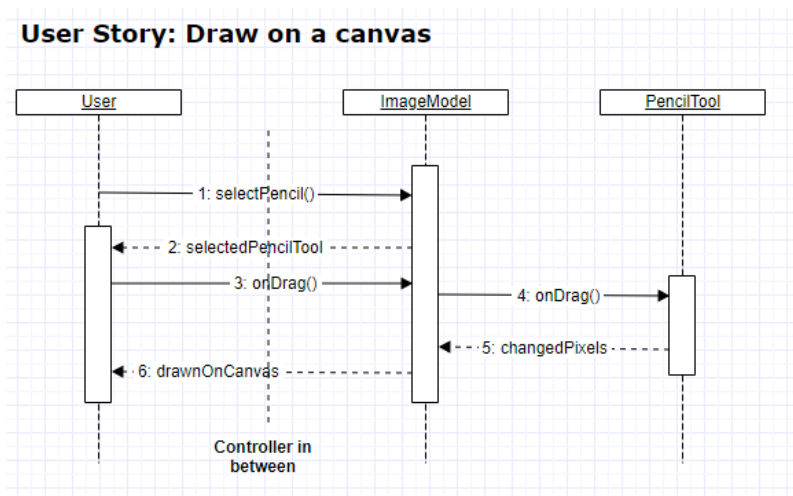 User Story: Draw on a canvas
User
ImageModel
PencilTool
1: selectPencil()
2: selectedPencilTool
3: onDrag()
4: onDrag()
5: changedPixels
6: drawnOnCanvas
Controller in
between